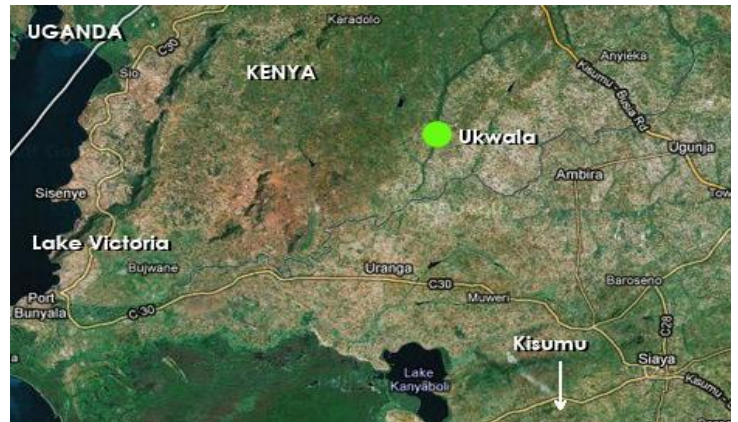 UGANDA
Karadolo
C30
Sio
KENYA
Anyiéka
Kisumu - Busia Rd
Ukwala
Ugunja
Ambira
Sisenye
Lake Victoria
Bujwane
Uranga
C30
Baroseno
Muweri
Port
Bunyala
C-30
C28
Kisumu
Siaya
Lake
Kanyaboli